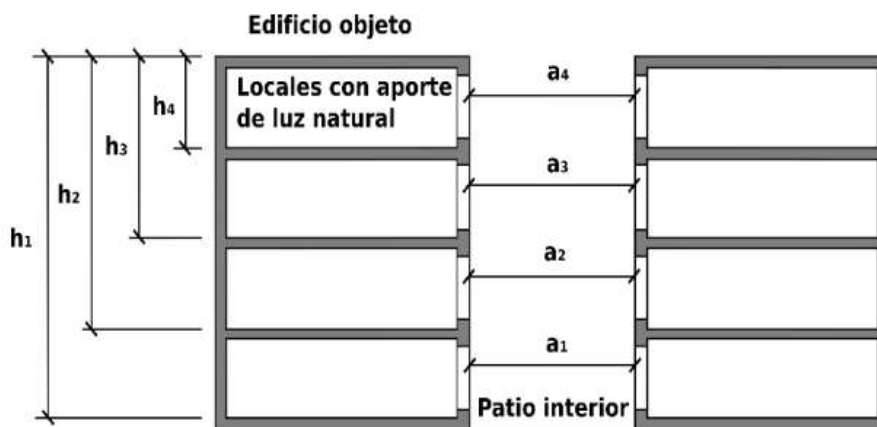 Edificio objeto
Locales con aporte
de luz natural
h4
h3
h2
h1
a4
a3
a2
a1
Patio interior